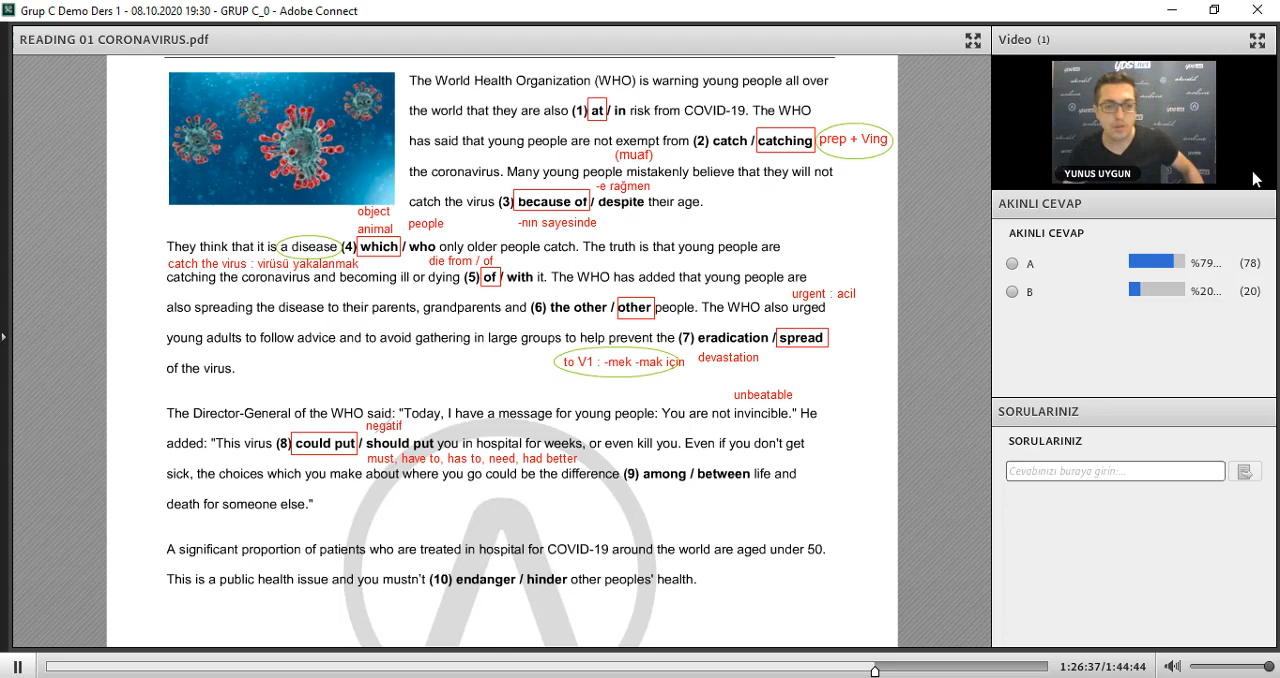 Grup C Demo Ders 1 - 08.10.2020 19:30 - GRUP C_0 - Adobe Connect
READING 01 CORONAVIRUS.pdf
The World Health Organization (WHO) is warning young people all over
the world that they are also (1) at / in risk from COVID-19. The WHO
has said that young people are not exempt from (2) catch / catching prep + Ving
(muaf)
the coronavirus. Many young people mistakenly believe that they will not
-e rağmen
catch the virus (3) because of / despite their age.
object
-nın sayesinde
animal people
They think that it is a disease (4) which / who only older people catch. The truth is that young people are
catch the virus : virüsü yakalanmak die from / of
catching the coronavirus and becoming ill or dying (5) of / with it. The WHO has added that young people are
urgent : acil
also spreading the disease to their parents, grandparents and (6) the other / other people. The WHO also urged
young adults to follow advice and to avoid gathering in large groups to help prevent the (7) eradication / spread
to V1 : -mek -mak için devastation
of the virus.
unbeatable
The Director-General of the WHO said: "Today, I have a message for young people: You are not invincible." He
negatif
added: "This virus (8) could put / should put you in hospital for weeks, or even kill you. Even if you don't get
must, have to, has to, need, had better
sick, the choices which you make about where you go could be the difference (9) among / between life and
death for someone else."
A significant proportion of patients who are treated in hospital for COVID-19 around the world are aged under 50.
This is a public health issue and you mustn't (10) endanger / hinder other peoples' health.
Video (1)
YUNUS UYGUN
AKINLI CEVAP
AKINLI CEVAP
A %79... (78)
B %20... (20)
SORULARINIZ
SORULARINIZ
Cevabınızı buraya girin:...
1:26:37/1:44:44